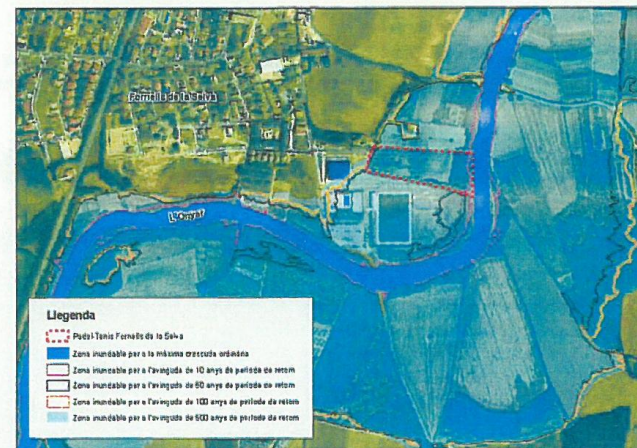 Fornells de la Selva
L'Onyar
Llegenda
Padel-Tenis Fornells de la Selva
Zona inundable per a la màxima crescuda ordinària
Zona inundable per a l'avinguda de 10 anys de període de retorn
Zona inundable per a l'avinguda de 50 anys de període de retorn
Zona inundable per a l'avinguda de 100 anys de període de retorn
Zona inundable per a l'avinguda de 500 anys de període de retorn